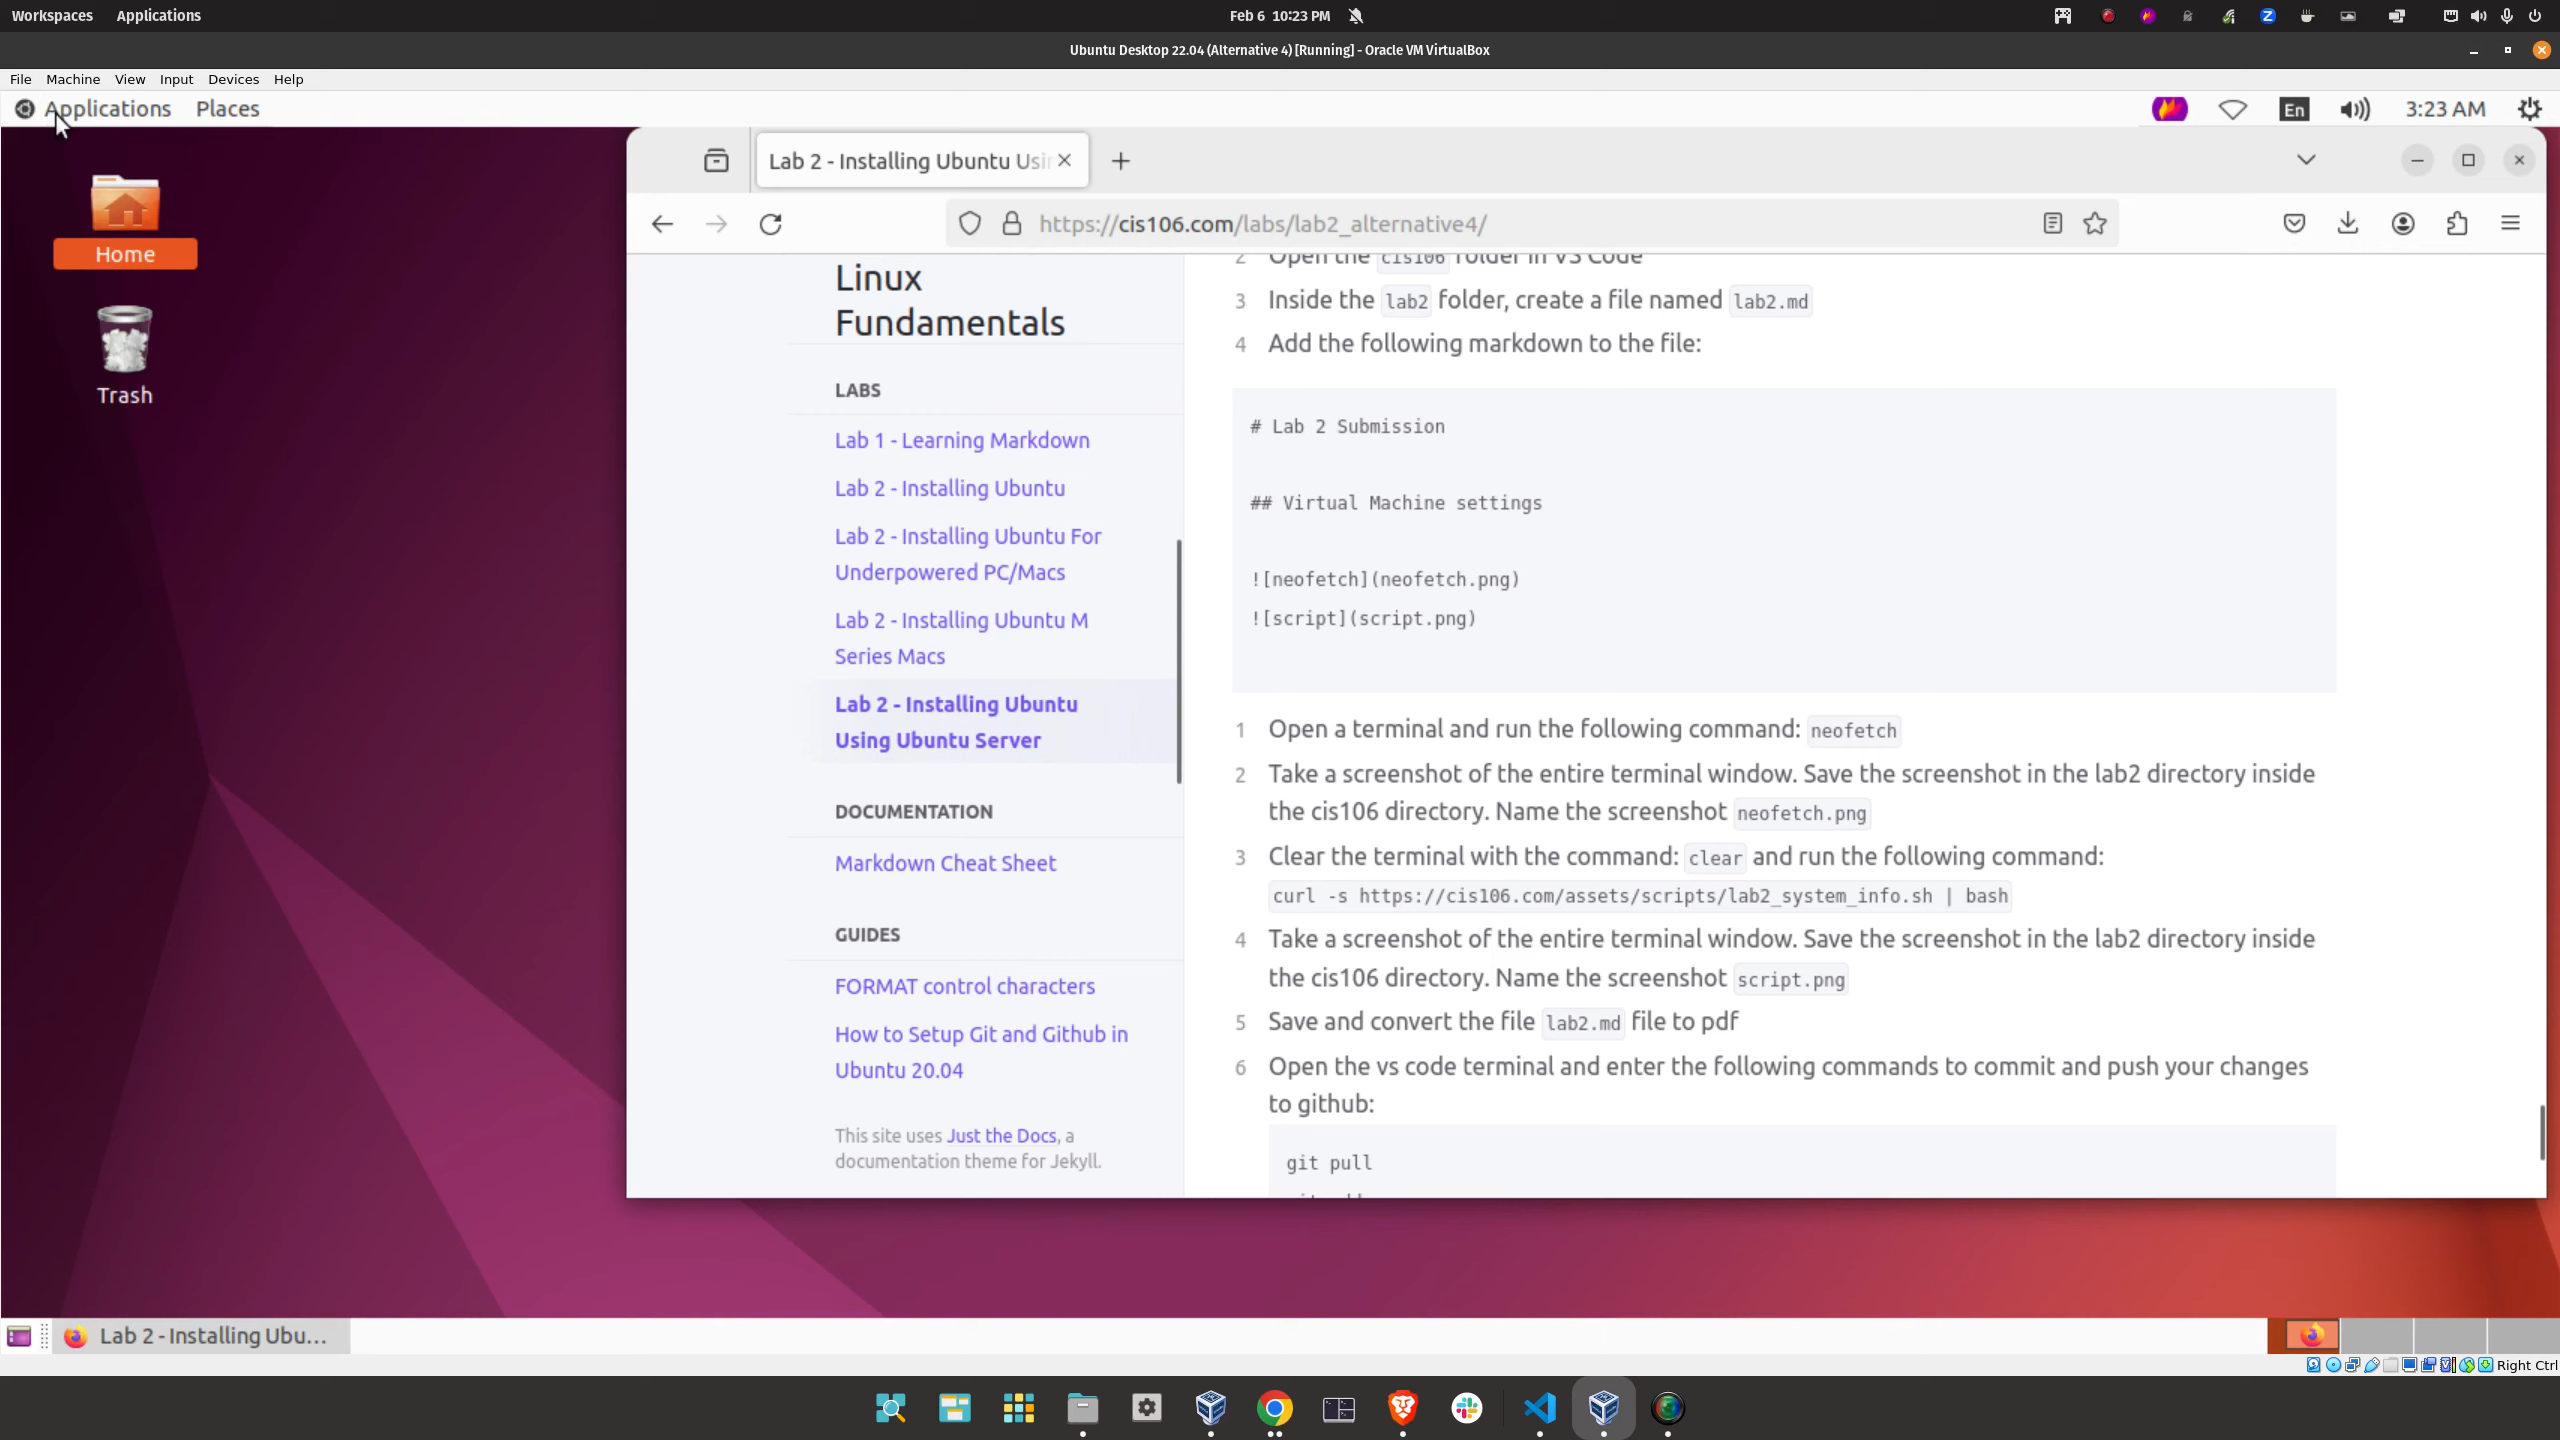 Workspaces Applications Feb 6 10:23 PM
Ubuntu Desktop 22.04 (Alternative 4) [Running] - Oracle VM VirtualBox
File Machine View Input Devices Help
Applications Places En 3:23 AM
Lab 2 - Installing Ubuntu Usin
https://cis106.com/labs/lab2_alternative4/
Home
Trash
Linux
Fundamentals
LABS
Lab 1 - Learning Markdown
Lab 2 - Installing Ubuntu
Lab 2 - Installing Ubuntu For
Underpowered PC/Macs
Lab 2 - Installing Ubuntu M
Series Macs
Lab 2 - Installing Ubuntu
Using Ubuntu Server
DOCUMENTATION
Markdown Cheat Sheet
GUIDES
FORMAT control characters
How to Setup Git and Github in
Ubuntu 20.04
This site uses Just the Docs, a
documentation theme for Jekyll.
2 Open the cis106 folder in VS Code
3 Inside the lab2 folder, create a file named lab2.md
4 Add the following markdown to the file:
# Lab 2 Submission
## Virtual Machine settings
![neofetch](neofetch.png)
![script](script.png)
1 Open a terminal and run the following command: neofetch
2 Take a screenshot of the entire terminal window. Save the screenshot in the lab2 directory inside
the cis106 directory. Name the screenshot neofetch.png
3 Clear the terminal with the command: clear and run the following command:
curl -s https://cis106.com/assets/scripts/lab2_system_info.sh | bash
4 Take a screenshot of the entire terminal window. Save the screenshot in the lab2 directory inside
the cis106 directory. Name the screenshot script.png
5 Save and convert the file lab2.md file to pdf
6 Open the vs code terminal and enter the following commands to commit and push your changes
to github:
git pull
Lab 2 - Installing Ubu...
Right Ctrl